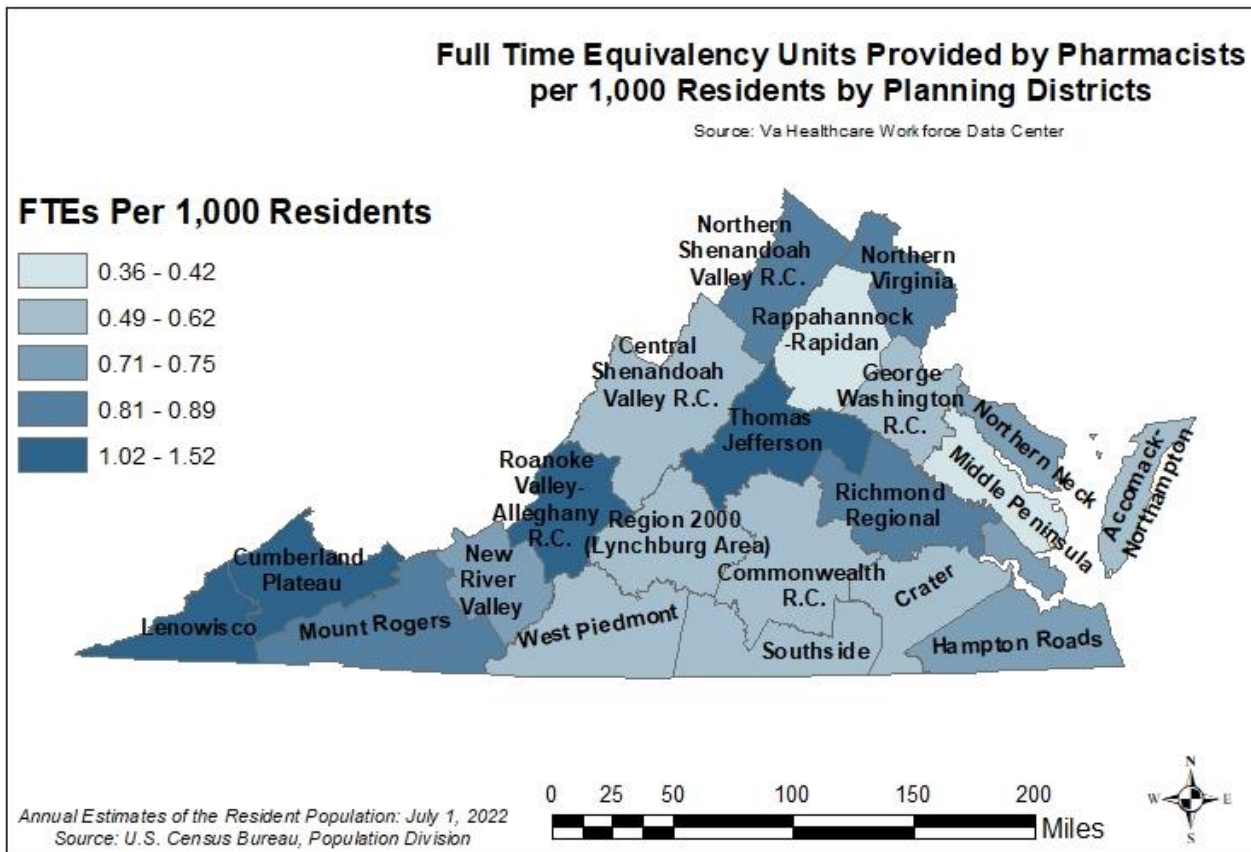 Full Time Equivalency Units Provided by Pharmacists
per 1,000 Residents by Planning Districts
Source: Va Healthcare Workforce Data Center
FTEs Per 1,000 Residents
0.36 - 0.42
0.49 - 0.62
0.71 - 0.75
0.81 - 0.89
1.02 - 1.52
Northern
Shenandoah
Valley R.C.
Northern
Virginia
Rappahannock
-Rapidan
Central
Shenandoah
Valley R.C.
George
Washington
R.C.
Northern Neck
Thomas
Jefferson
Middle Peninsula
Accomack-
Northampton
Roanoke
Valley-
Alleghany
R.C.
Richmond
Regional
Region 2000
(Lynchburg Area)
Cumberland
Plateau
New
River
Valley
Commonwealth
R.C.
Crater
Lenowisco
Mount Rogers
West Piedmont
Southside
Hampton Roads
Annual Estimates of the Resident Population: July 1, 2022
Source: U.S. Census Bureau, Population Division
0 25 50 100 150 200
Miles
N
W E
S